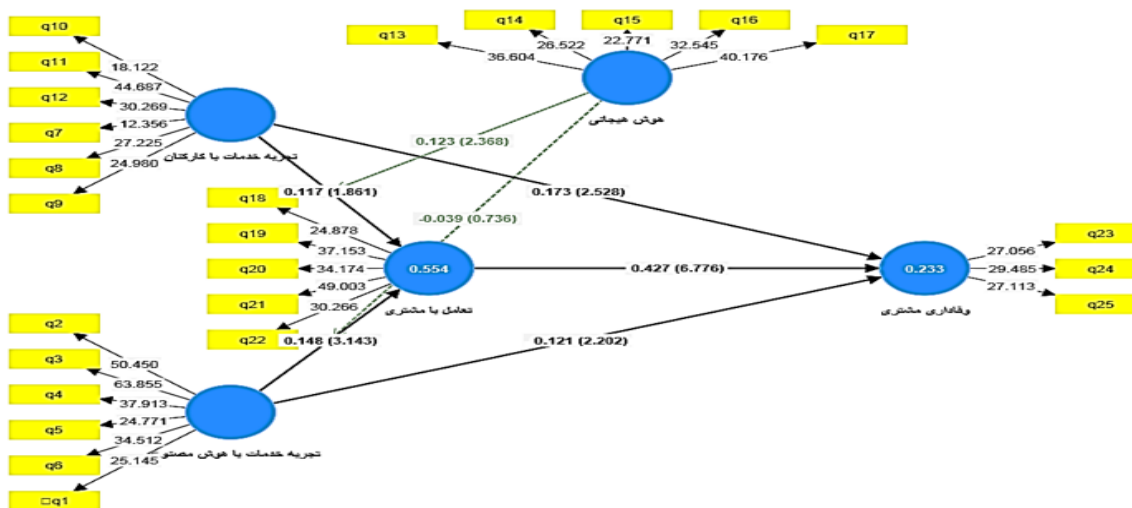 q10
q11
q12
q7
q8
q9
18.122
44.687
30.269
12.356
27.225
24.980
تجربه خدمات با کارکنان
q13
q14
q15
q16
q17
36.604
26.522
22.771
32.545
40.176
هوش هیجانی
0.123 (2.368)
0.117 (1.861)
0.173 (2.528)
-0.039 (0.736)
q18
q19
q20
q21
q22
24.878
37.153
34.174
49.003
30.266
0.554
تعامل با مشتری
0.427 (6.776)
0.148 (3.143)
0.121 (2.202)
0.233
وفاداری مشتری
27.056
29.485
27.113
q23
q24
q25
q2
q3
q4
q5
q6
□q1
50.450
63.855
37.913
24.771
34.512
25.145
تجربه خدمات با هوش مصنو